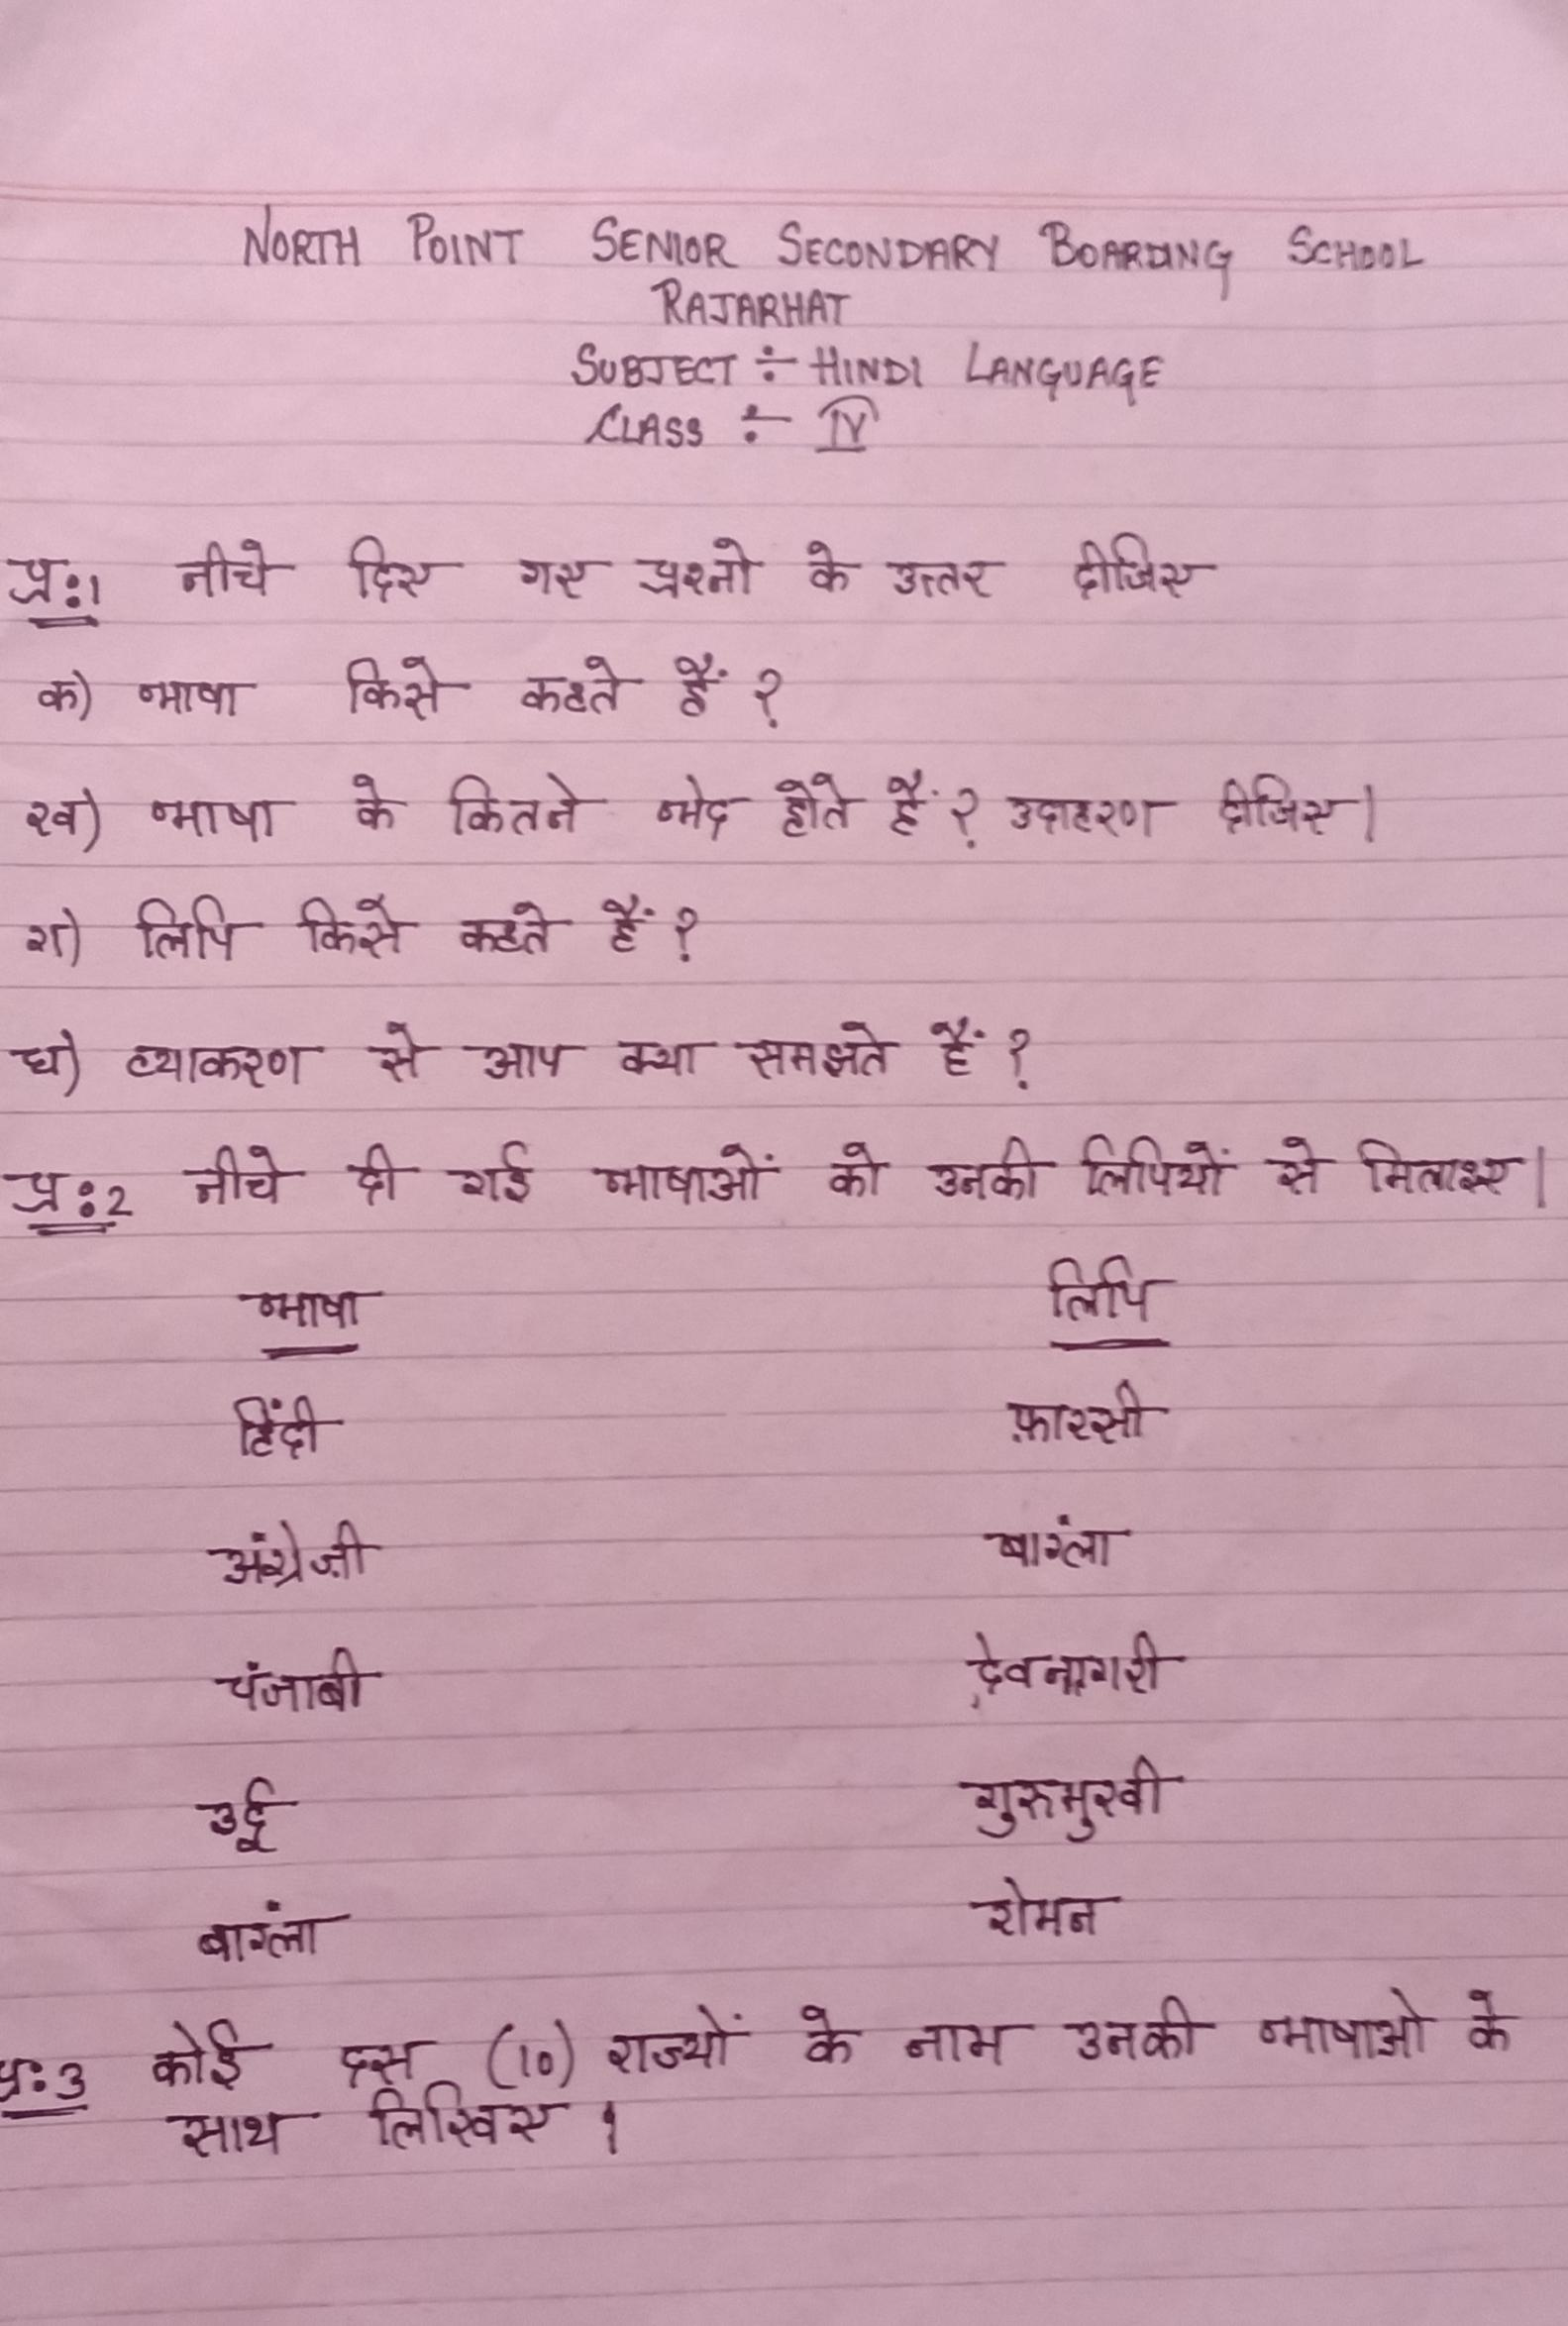 NORTH POINT SENIOR SECONDARY BOARDING SCHOOL
RAJARHAT
SUBJECT ÷ HINDI LANGUAGE
CLASS ÷ IV
प्र:1 नीचे दिए गए प्रश्नो के उत्तर दीजिए
क) भाषा किसे कहते हैं ?
ख) भाषा के कितने भेद होते हैं ? उदाहरण दीजिए |
ग) लिपि किसे कहते हैं ?
घ) व्याकरण से आप क्या समझते हैं ?
प्र:2 नीचे दी गई भाषाओं को उनकी लिपियों से मिलाइए |
भाषा लिपि
हिंदी फ़ारसी
अंग्रेज़ी बांग्ला
पंजाबी देवनागरी
उर्दू गुरुमुखी
बांग्ला रोमन
प्र:3 कोई दस (10) राज्यों के नाम उनकी भाषाओ के
साथ लिखिए |